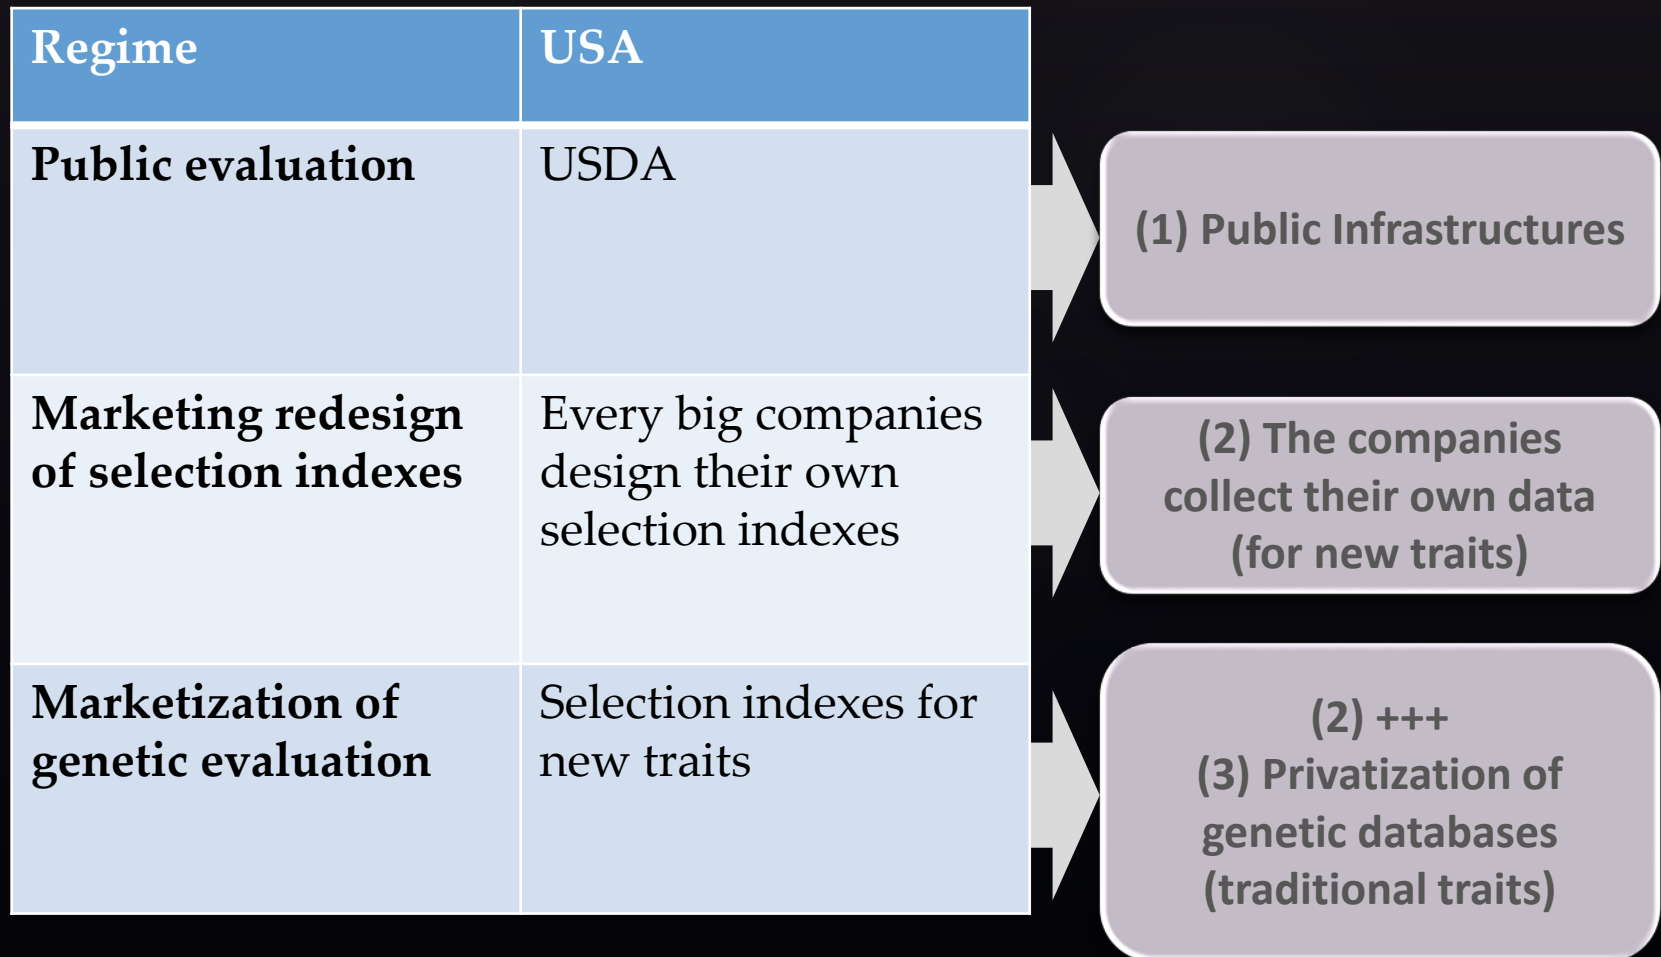 Regime
USA
Public evaluation
USDA
(1) Public Infrastructures
Marketing redesign
of selection indexes
Every big companies
design their own
selection indexes
(2) The companies
collect their own data
(for new traits)
Marketization of
genetic evaluation
Selection indexes for
new traits
(2) +++
(3) Privatization of
genetic databases
(traditional traits)